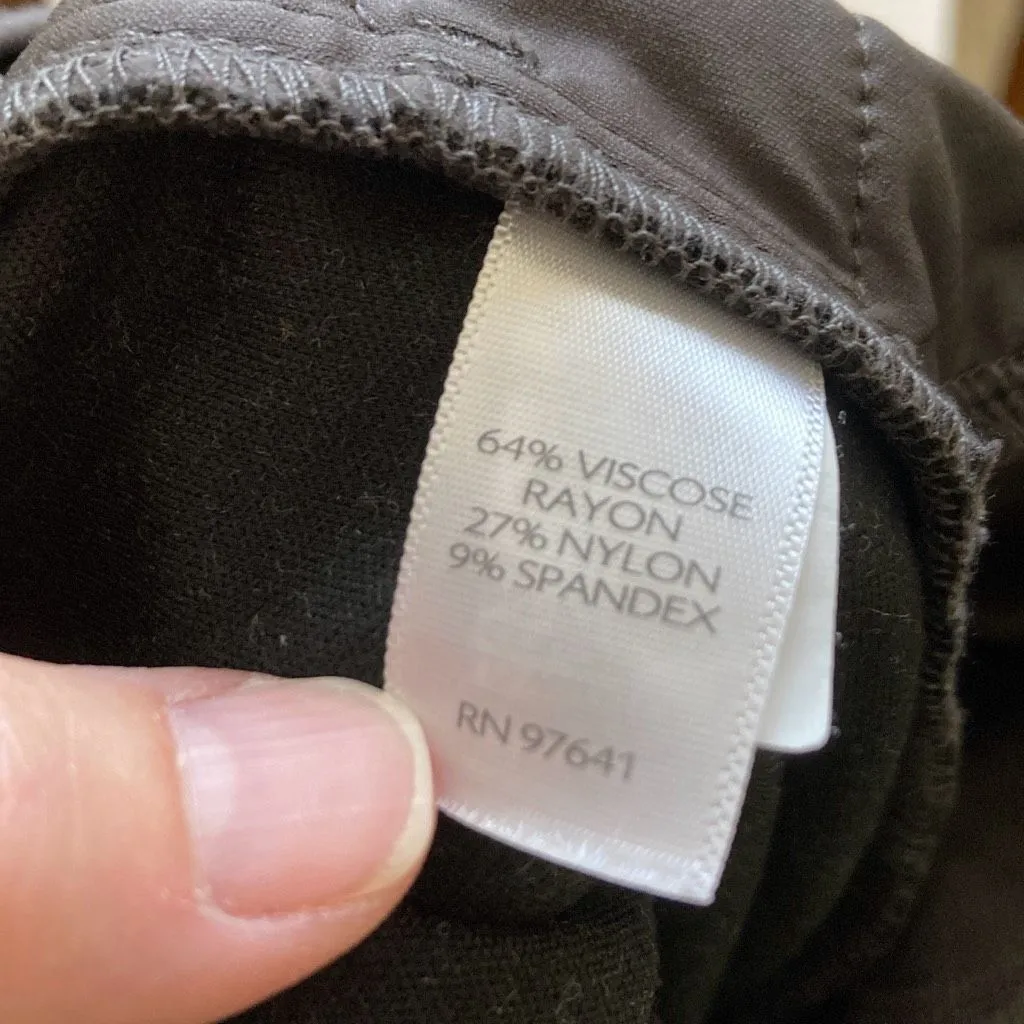 64% VISCOSE
RAYON
27% NYLON
9% SPANDEX
RN 97641